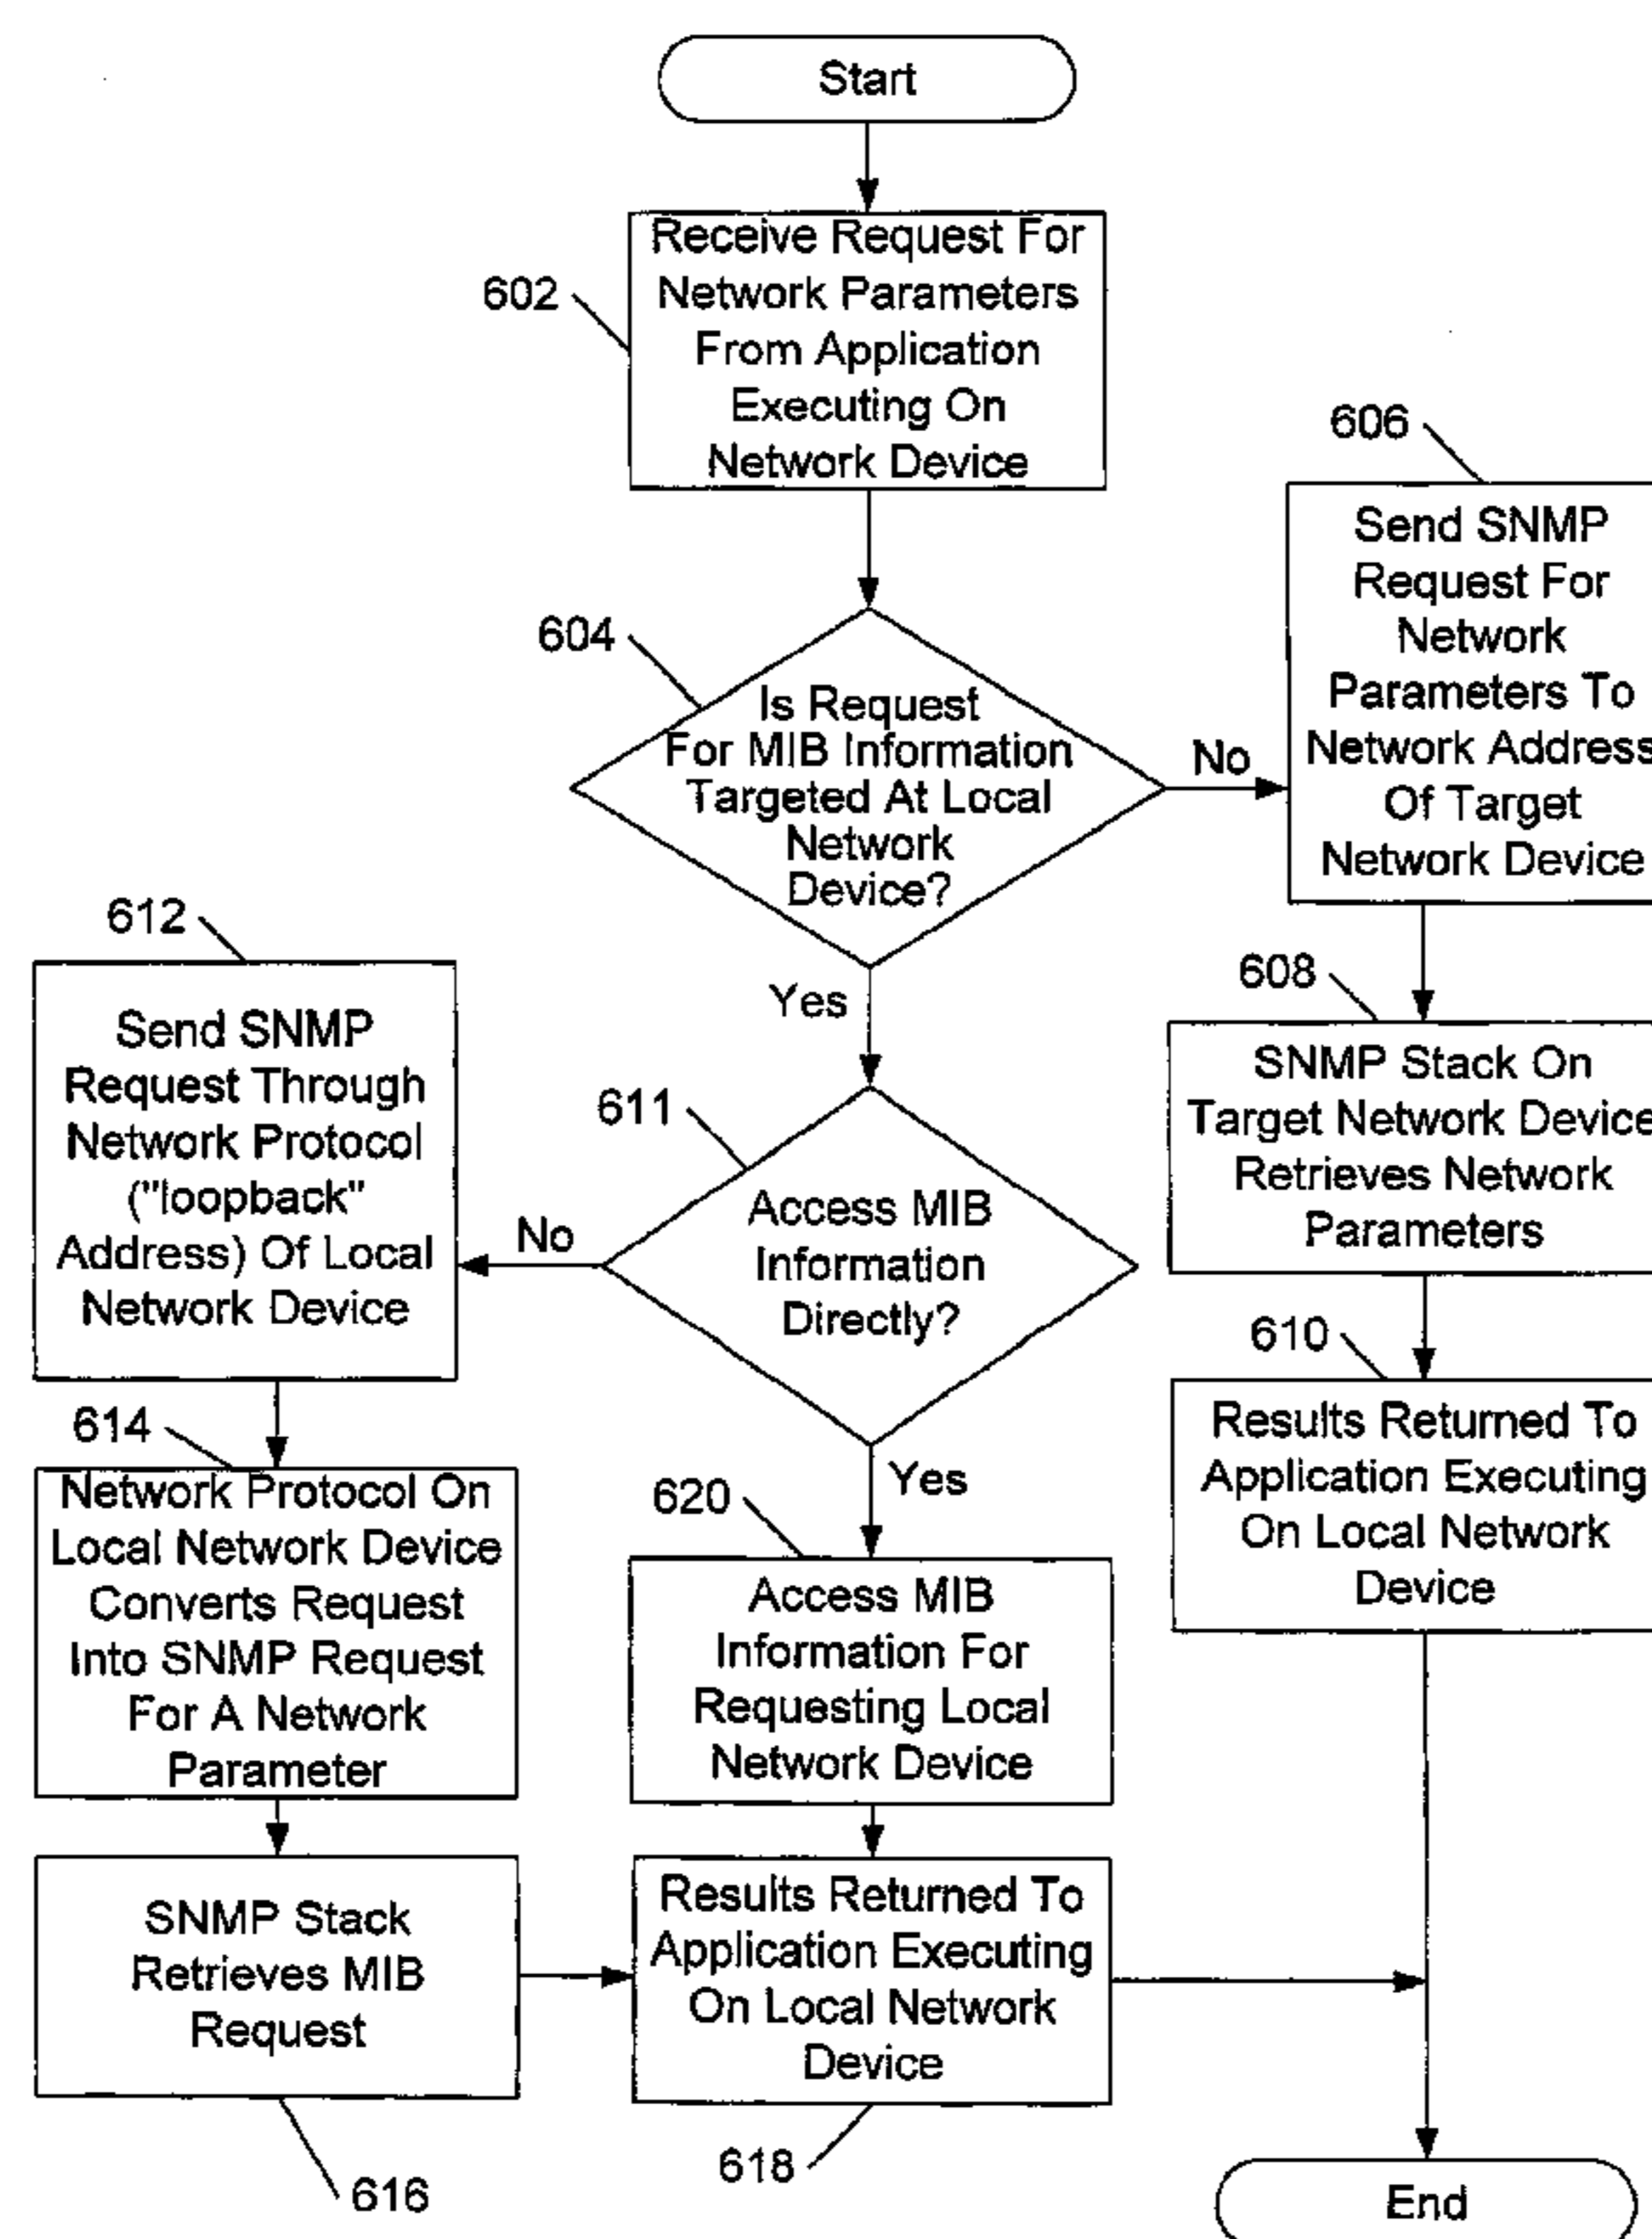 Start
602
Receive Request For
Network Parameters
From Application
Executing On
Network Device
604
Is Request
For MIB Information
Targeted At Local
Network
Device?
No
606
Send SNMP
Request For
Network
Parameters To
Network Address
Of Target
Network Device
Yes
608
SNMP Stack On
Target Network Device
Retrieves Network
Parameters
610
Results Returned To
Application Executing
On Local Network
Device
611
Access MIB
Information
Directly?
No
612
Send SNMP
Request Through
Network Protocol
("loopback"
Address) Of Local
Network Device
614
Network Protocol On
Local Network Device
Converts Request
Into SNMP Request
For A Network
Parameter
SNMP Stack
Retrieves MIB
Request
616
Yes
620
Access MIB
Information For
Requesting Local
Network Device
Results Returned To
Application Executing
On Local Network
Device
618
End